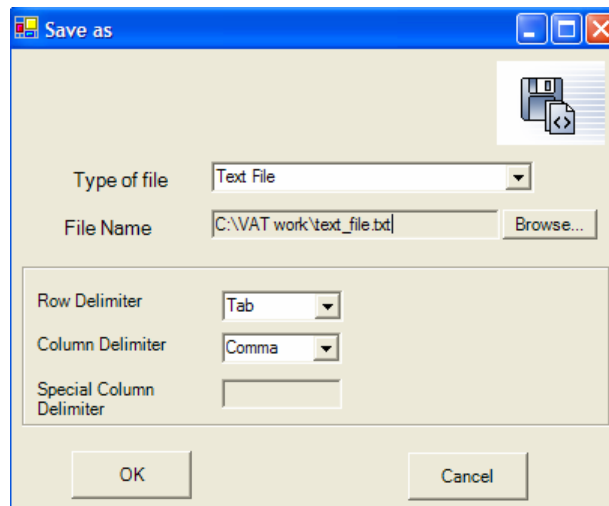 Save as
Type of file
Text File
File Name
C:\VAT work\text_file.txt
Browse...
Row Delimiter
Tab
Column Delimiter
Comma
Special Column
Delimiter
OK
Cancel